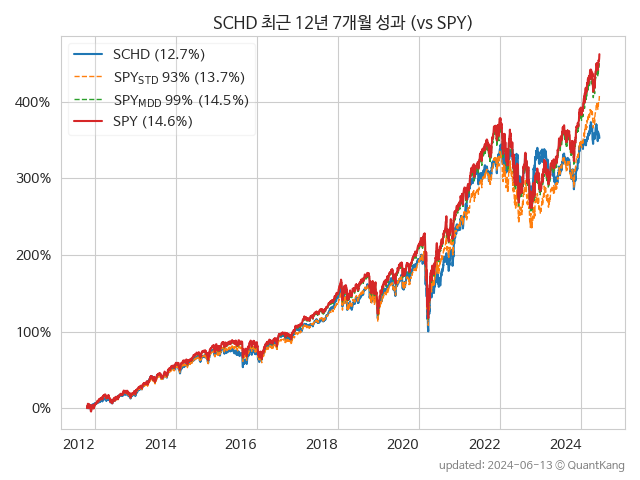 SCHD 최근 12년 7개월 성과 (vs SPY)
SCHD (12.7%)
SPY_STD 93% (13.7%)
SPY_MDD 99% (14.5%)
SPY (14.6%)
400%
300%
200%
100%
0%
2012 2014 2016 2018 2020 2022 2024
updated: 2024-06-13 © QuantKang